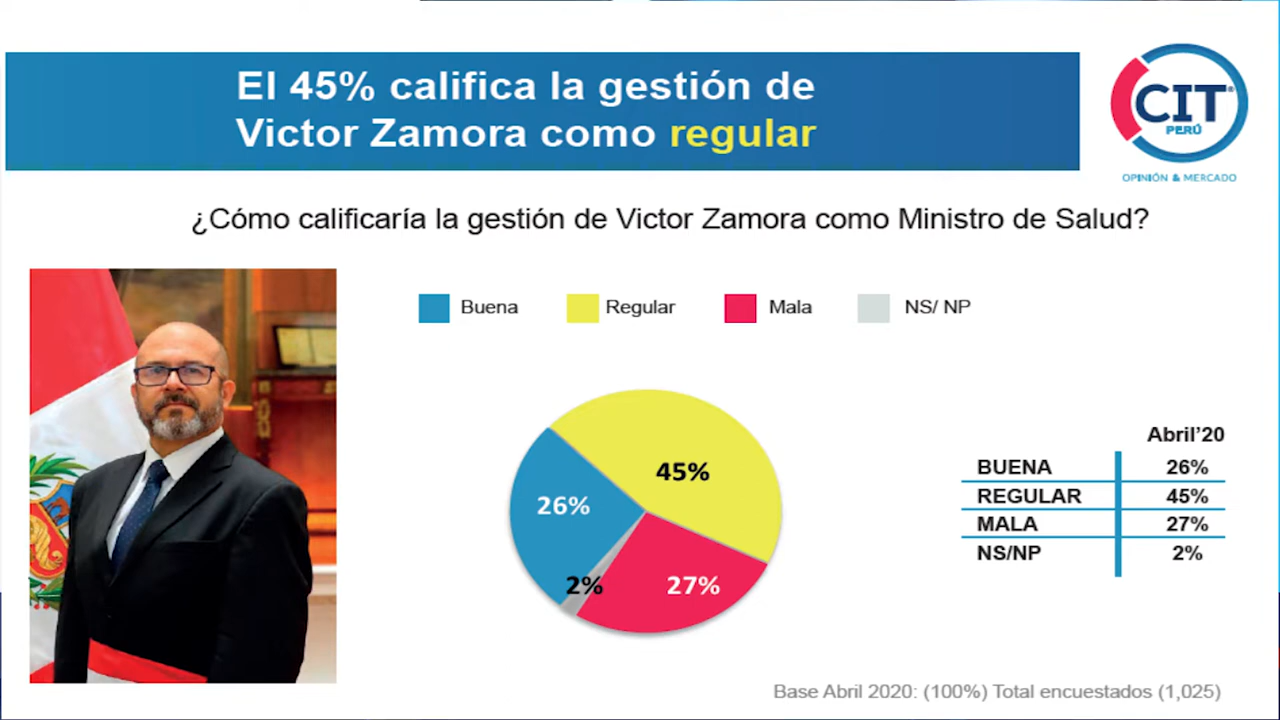 El 45% califica la gestión de
Victor Zamora como regular
CIT®
PERÚ
OPINIÓN & MERCADO
¿Cómo calificaría la gestión de Victor Zamora como Ministro de Salud?
Buena Regular Mala NS/ NP
45%
26%
2%
27%
Abril’20
BUENA 26%
REGULAR 45%
MALA 27%
NS/NP 2%
Base Abril 2020: (100%) Total encuestados (1,025)